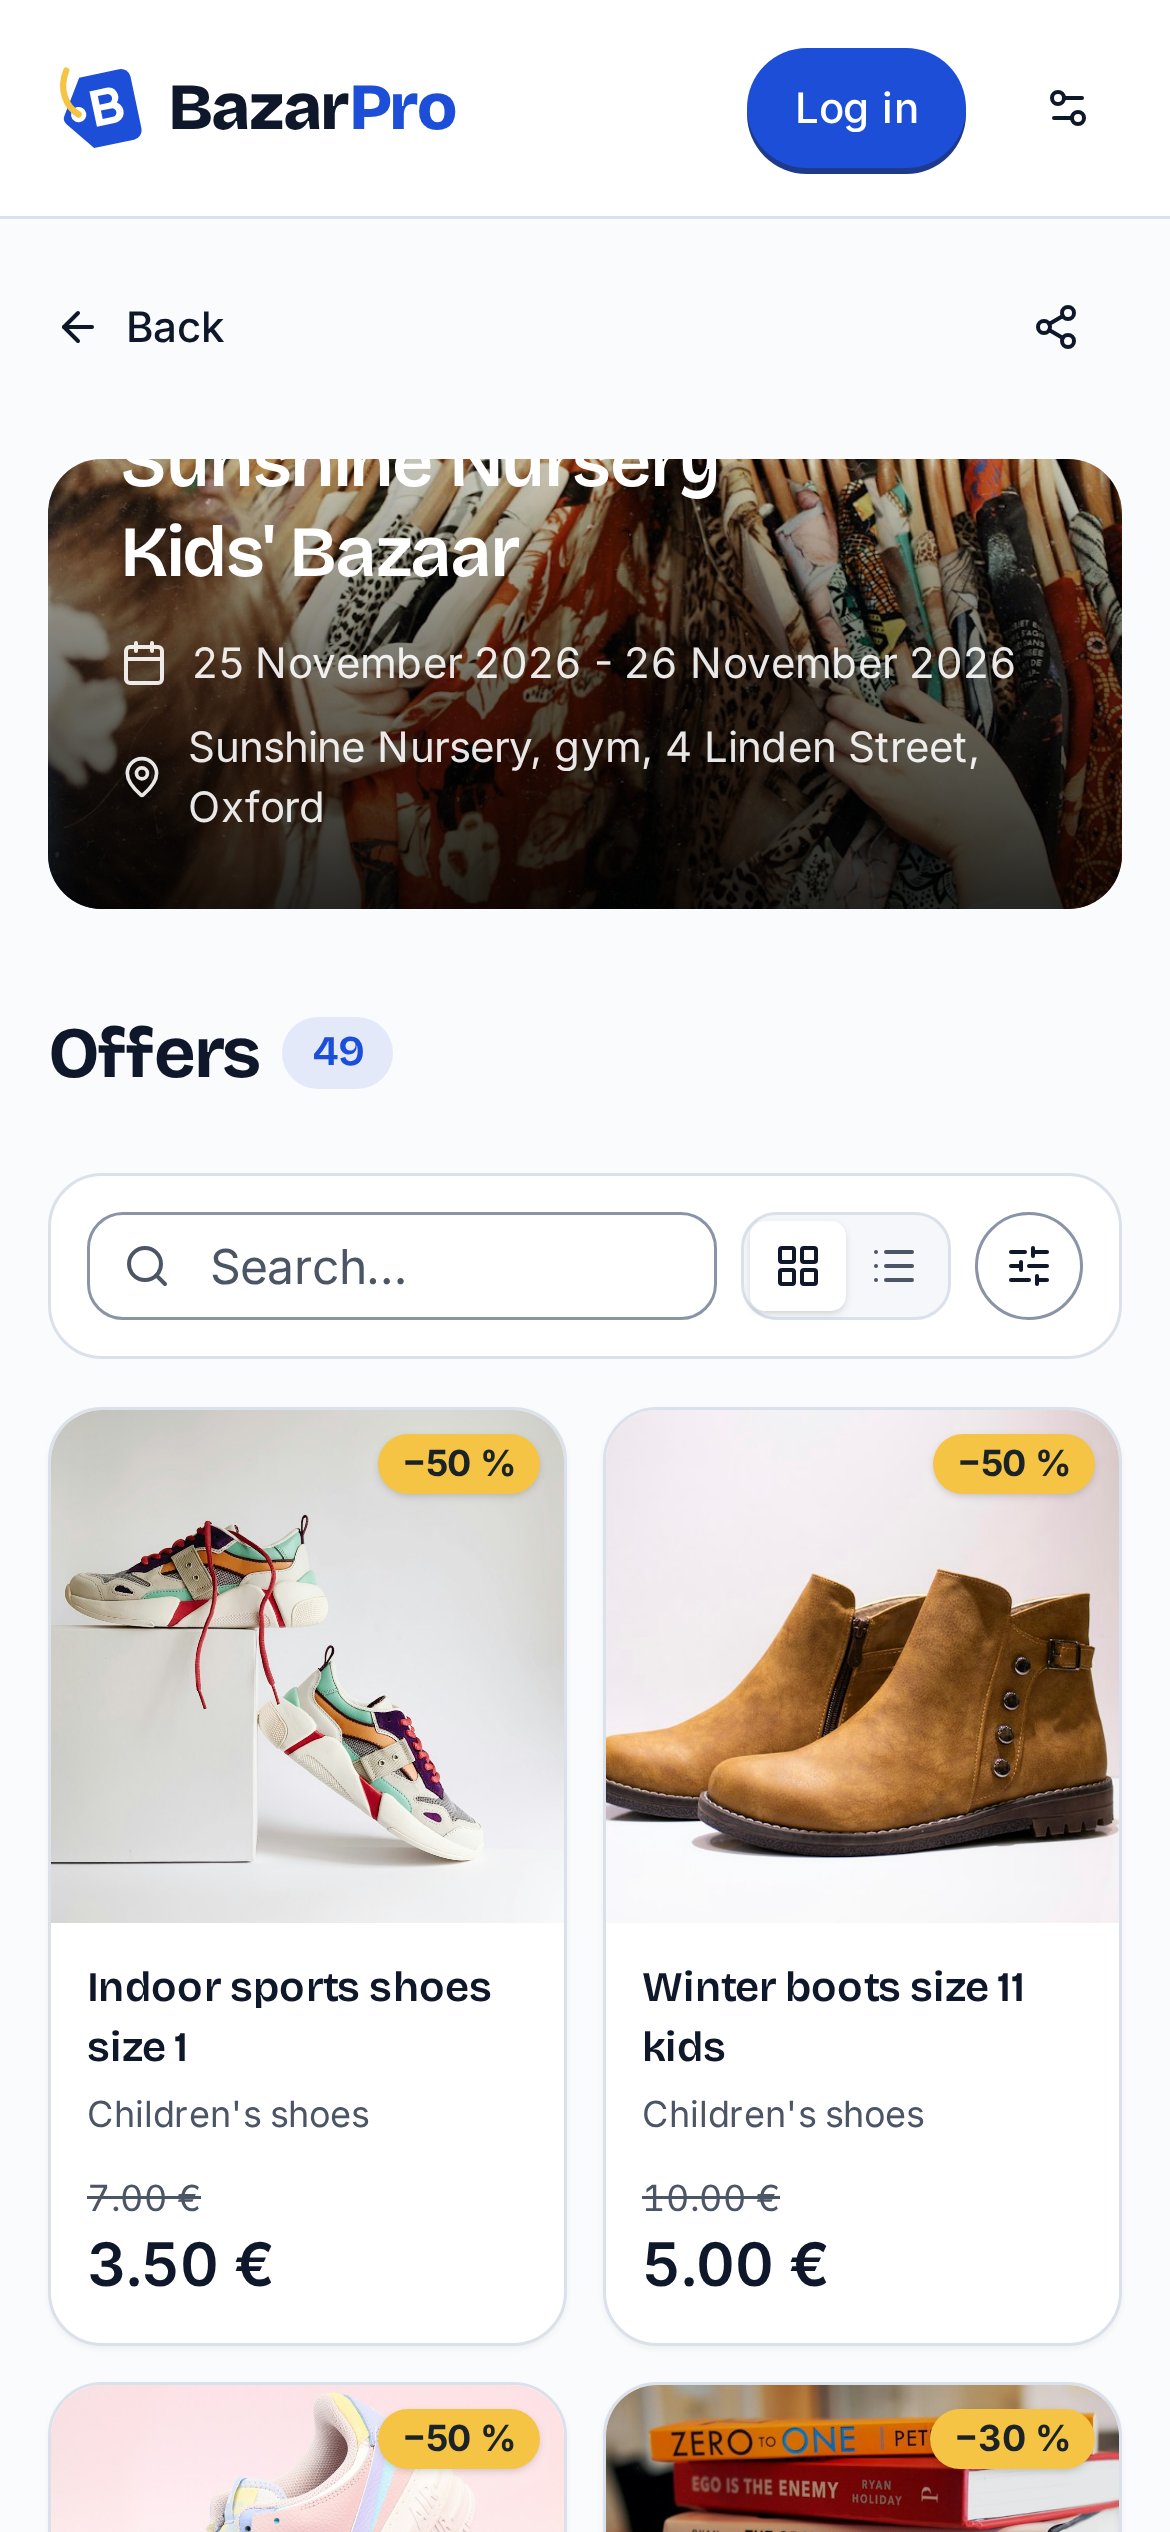 B BazarPro
Log in
Back
Sunshine Nursery
Kids' Bazaar
25 November 2026 - 26 November 2026
Sunshine Nursery, gym, 4 Linden Street,
Oxford
Offers 49
Search...
−50 %
−50 %
Indoor sports shoes
size 1
Children's shoes
7.00 €
3.50 €
Winter boots size 11
kids
Children's shoes
10.00 €
5.00 €
−50 %
−30 %
ZERO TO ONE PET
EGO IS THE ENEMY RYAN
HOLIDAY
P